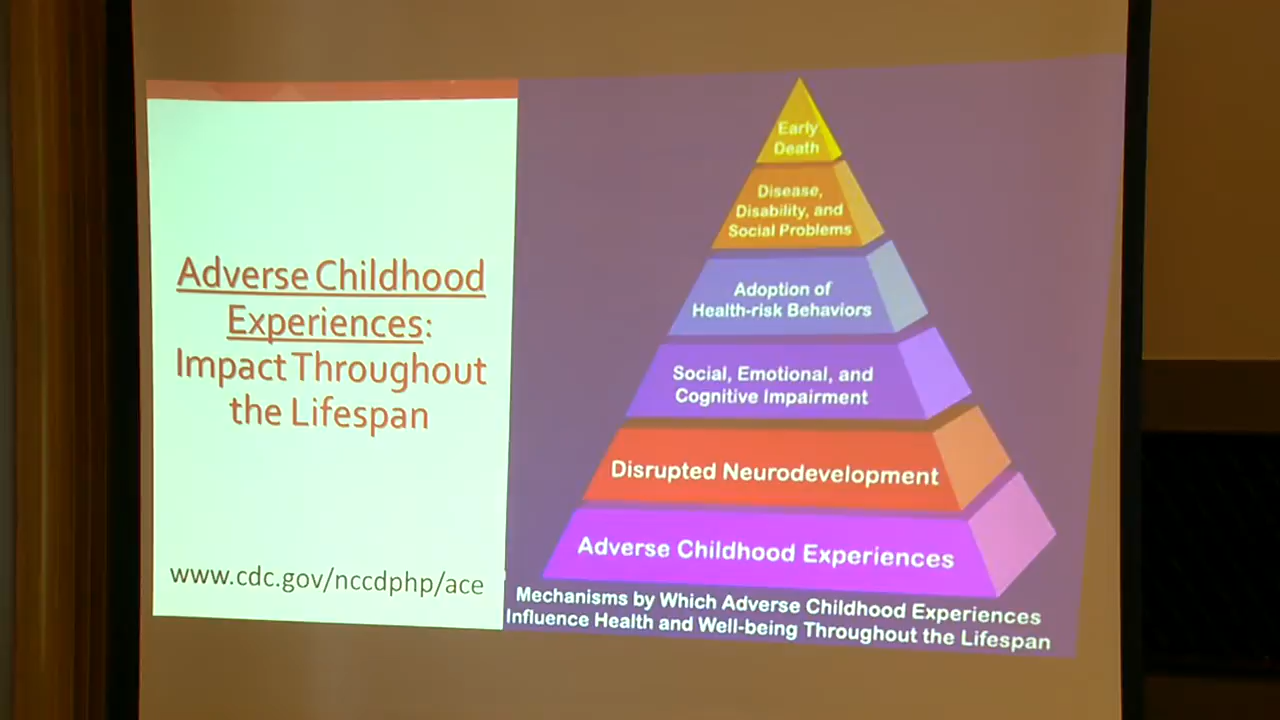 Adverse Childhood
Experiences:
Impact Throughout
the Lifespan
www.cdc.gov/nccdphp/ace
Early
Death
Disease,
Disability, and
Social Problems
Adoption of
Health-risk Behaviors
Social, Emotional, and
Cognitive Impairment
Disrupted Neurodevelopment
Adverse Childhood Experiences
Mechanisms by Which Adverse Childhood Experiences
Influence Health and Well-being Throughout the Lifespan